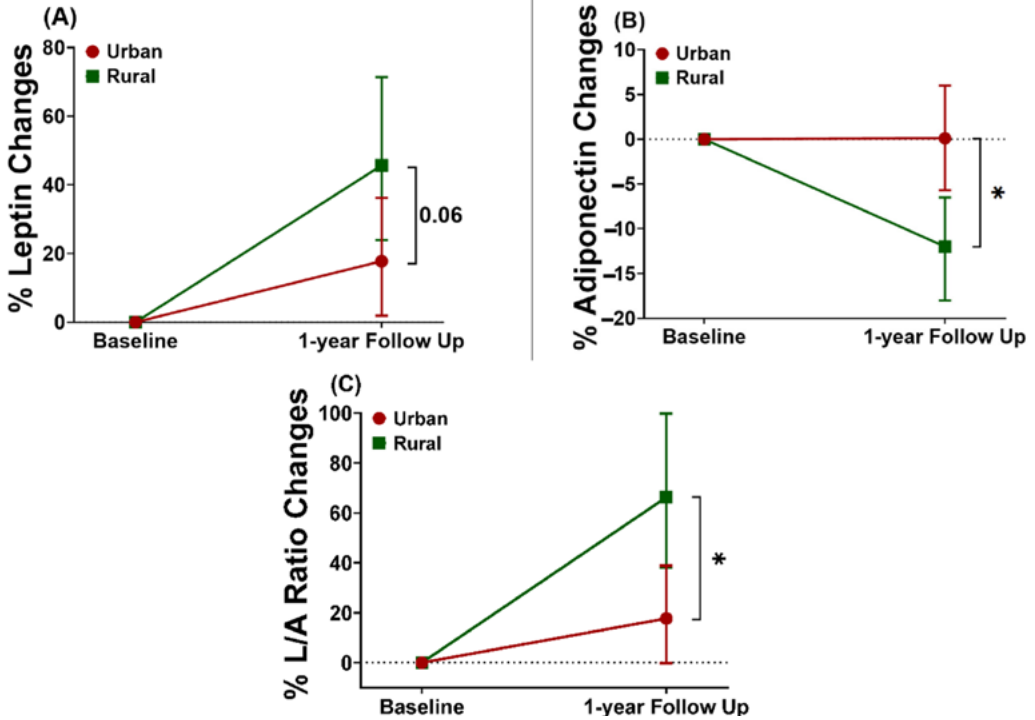 (A)
% Leptin Changes
80
60
40
20
0
Urban
Rural
0.06
Baseline
1-year Follow Up
(B)
% Adiponectin Changes
10
5
0
−5
−10
−15
−20
Urban
Rural
*
Baseline
1-year Follow Up
(C)
% L/A Ratio Changes
100
80
60
40
20
0
Urban
Rural
*
Baseline
1-year Follow Up